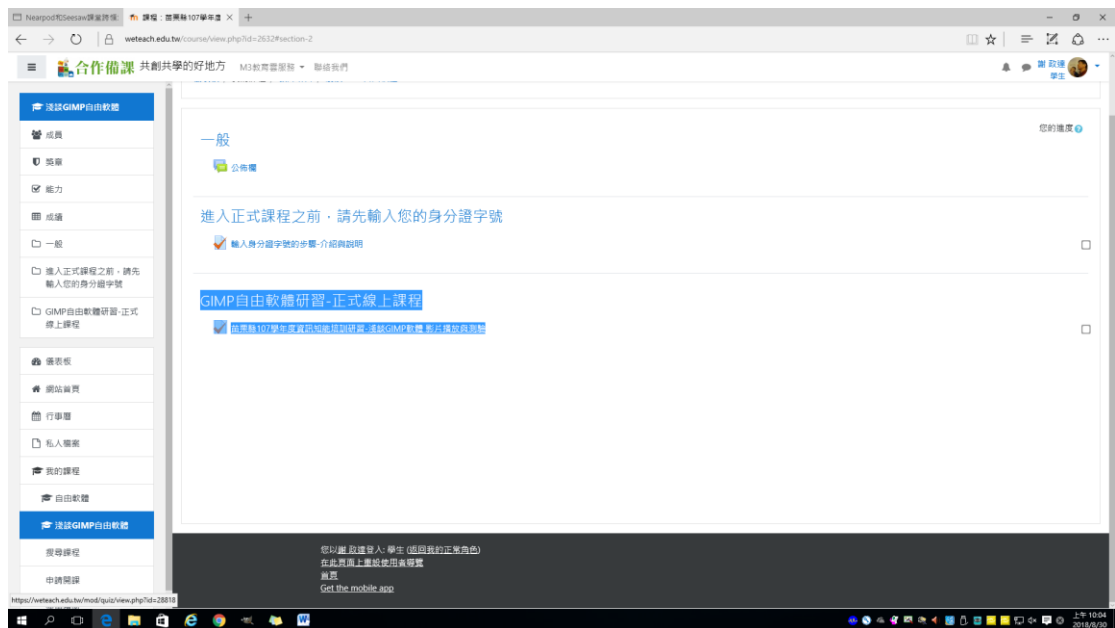 Nearpod和Seesaw課堂誇張:
課程：苗栗縣107學年度
weteach.edu.tw/course/view.php?id=2632#section-2
合作備課 共創共學的好地方 M3教育雲服務 聯絡我們
謝 政達
學生
淺談GIMP自由軟體
成員
獎章
能力
成績
一般
進入正式課程之前，請先
輸入您的身分證字號
GIMP自由軟體研習-正式
線上課程
儀表板
網站首頁
行事曆
私人檔案
我的課程
自由軟體
淺談GIMP自由軟體
搜尋課程
申請開課
您的進度
一般
公佈欄
進入正式課程之前，請先輸入您的身分證字號
輸入身分證字號的步驟-介紹與說明
GIMP自由軟體研習-正式線上課程
苗栗縣107學年度資訊知能培訓研習-淺談GIMP軟體 影片播放與測驗
您以謝 政達登入: 學生 (返回我的正常角色)
在此頁面上重設使用者導覽
首頁
Get the mobile app
https://weteach.edu.tw/mod/quiz/view.php?id=28818
上午 10:04
2018/8/30